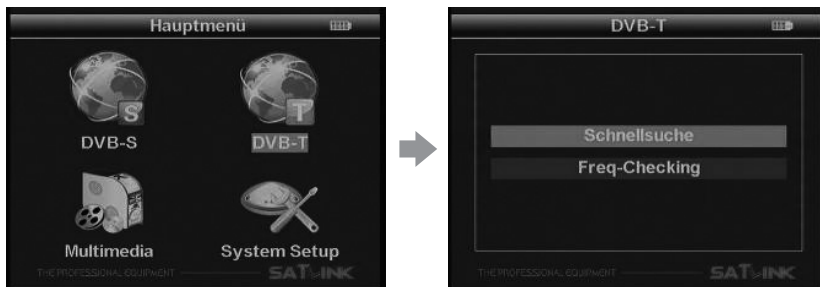 Hauptmenü
S
DVB-S
T
DVB-T
Multimedia
System Setup
THE PROFESSIONAL EQUIPMENT
SATLINK
DVB-T
Schnellsuche
Freq-Checking
THE PROFESSIONAL EQUIPMENT
SATLINK